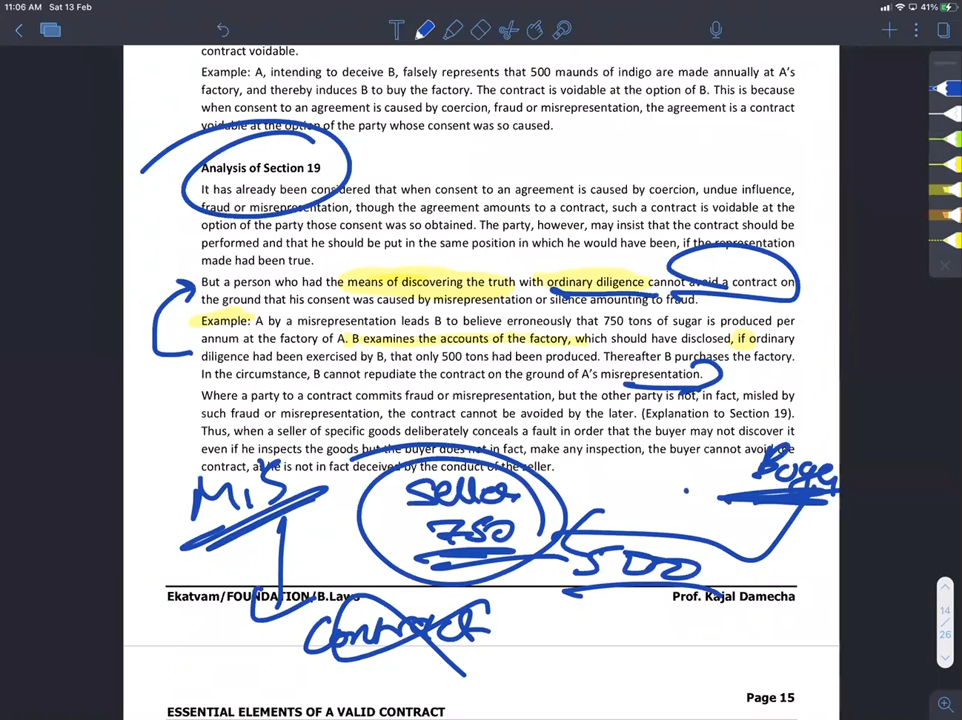 11:06 AM Sat 13 Feb
41%
contract voidable.
Example: A, intending to deceive B, falsely represents that 500 maunds of indigo are made annually at A's
factory, and thereby induces B to buy the factory. The contract is voidable at the option of B. This is because
when consent to an agreement is caused by coercion, fraud or misrepresentation, the agreement is a contract
voidable at the option of the party whose consent was so caused.
Analysis of Section 19
It has already been considered that when consent to an agreement is caused by coercion, undue influence,
fraud or misrepresentation, though the agreement amounts to a contract, such a contract is voidable at the
option of the party those consent was so obtained. The party, however, may insist that the contract should be
performed and that he should be put in the same position in which he would have been, if the representation
made had been true.
But a person who had the means of discovering the truth with ordinary diligence cannot avoid a contract on
the ground that his consent was caused by misrepresentation or silence amounting to fraud.
Example: A by a misrepresentation leads B to believe erroneously that 750 tons of sugar is produced per
annum at the factory of A. B examines the accounts of the factory, which should have disclosed, if ordinary
diligence had been exercised by B, that only 500 tons had been produced. Thereafter B purchases the factory.
In the circumstance, B cannot repudiate the contract on the ground of A's misrepresentation.
Where a party to a contract commits fraud or misrepresentation, but the other party is not, in fact, misled by
such fraud or misrepresentation, the contract cannot be avoided by the later. (Explanation to Section 19).
Thus, when a seller of specific goods deliberately conceals a fault in order that the buyer may not discover it
even if he inspects the goods but the buyer does not in fact, make any inspection, the buyer cannot avoid the
contract, as he is not in fact deceived by the conduct of the seller.
Buyer
Mis
Seller
750
500
Ekatvam/FOUNDATION/B.Laws Prof. Kajal Damecha
Contract
14
/
26
Page 15
ESSENTIAL ELEMENTS OF A VALID CONTRACT